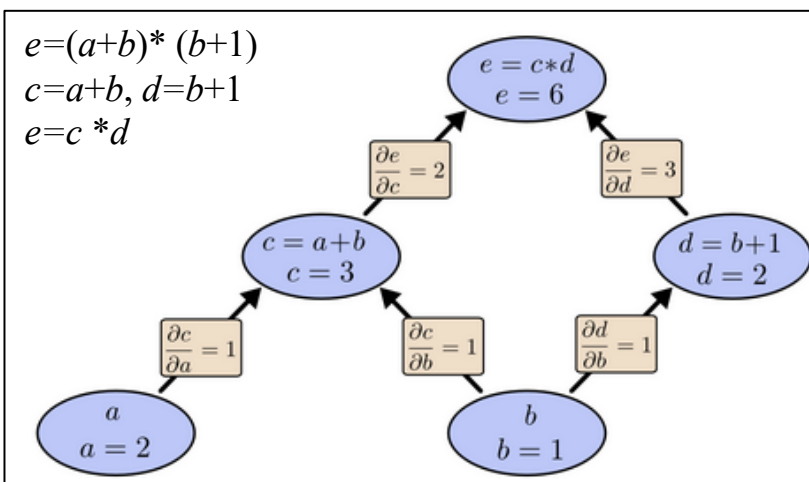 e=(a+b)* (b+1)
c=a+b, d=b+1
e=c *d
e = c*d
e = 6
∂e/∂c = 2
∂e/∂d = 3
c = a+b
c = 3
d = b+1
d = 2
∂c/∂a = 1
∂c/∂b = 1
∂d/∂b = 1
a
a = 2
b
b = 1